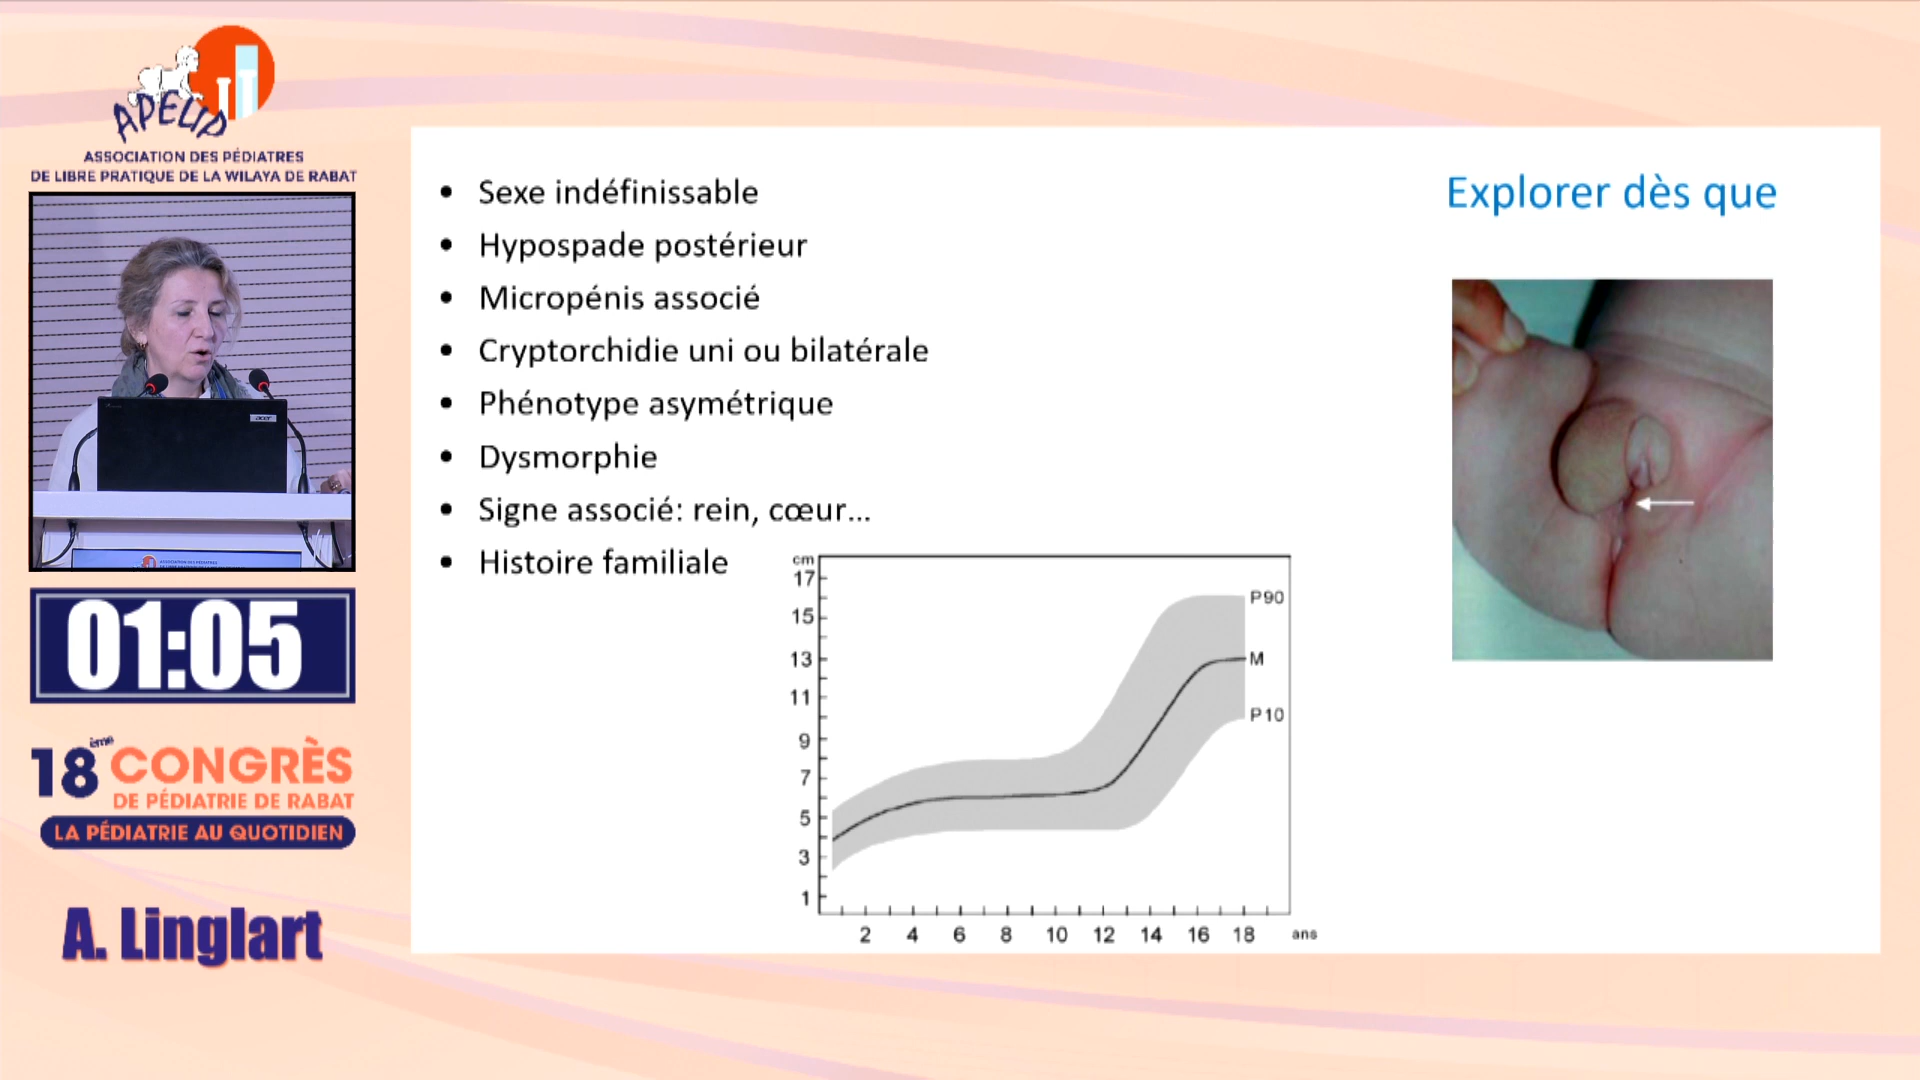 APELIP
ASSOCIATION DES PÉDIATRES
DE LIBRE PRATIQUE DE LA WILAYA DE RABAT
acer
01:05
18ème CONGRÈS
DE PÉDIATRIE DE RABAT
LA PÉDIATRIE AU QUOTIDIEN
A. Linglart
Explorer dès que
• Sexe indéfinissable
• Hypospade postérieur
• Micropénis associé
• Cryptorchidie uni ou bilatérale
• Phénotype asymétrique
• Dysmorphie
• Signe associé: rein, cœur...
• Histoire familiale
cm
17
15
13
11
9
7
5
3
1
P90
M
P10
2 4 6 8 10 12 14 16 18 ans